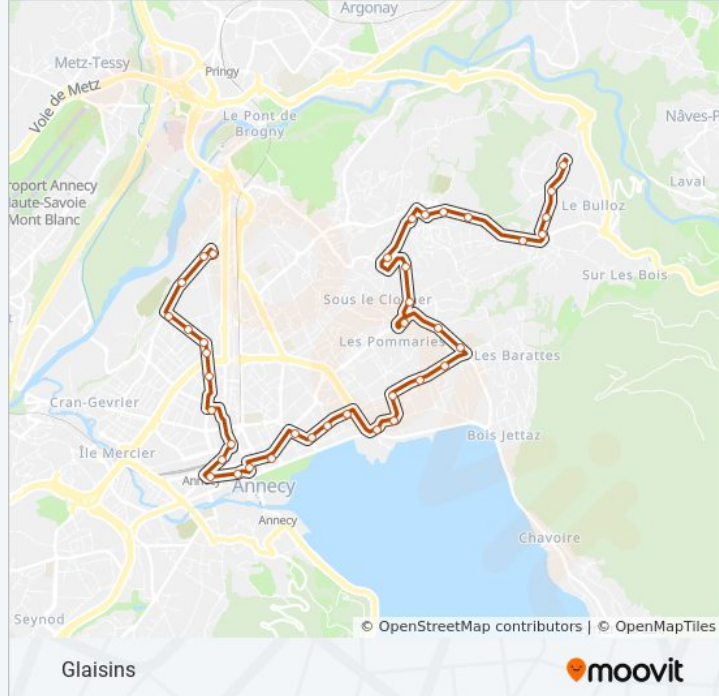 Argonay
Metz-Tessy
Pringy
Voie de Metz
Le Pont de
Brogny
Nâves-P
roport Annecy
Haute-Savoie
Mont Blanc
Laval
Le Bulloz
Sur Les Bois
Sous le Clocher
Les Pommaries
Les Barattes
Cran-Gevrier
Bois Jettaz
Île Mercier
Annecy
Annecy
Annecy
Chavoire
Seynod
© OpenStreetMap contributors | © OpenMapTiles
Glaisins
moovit